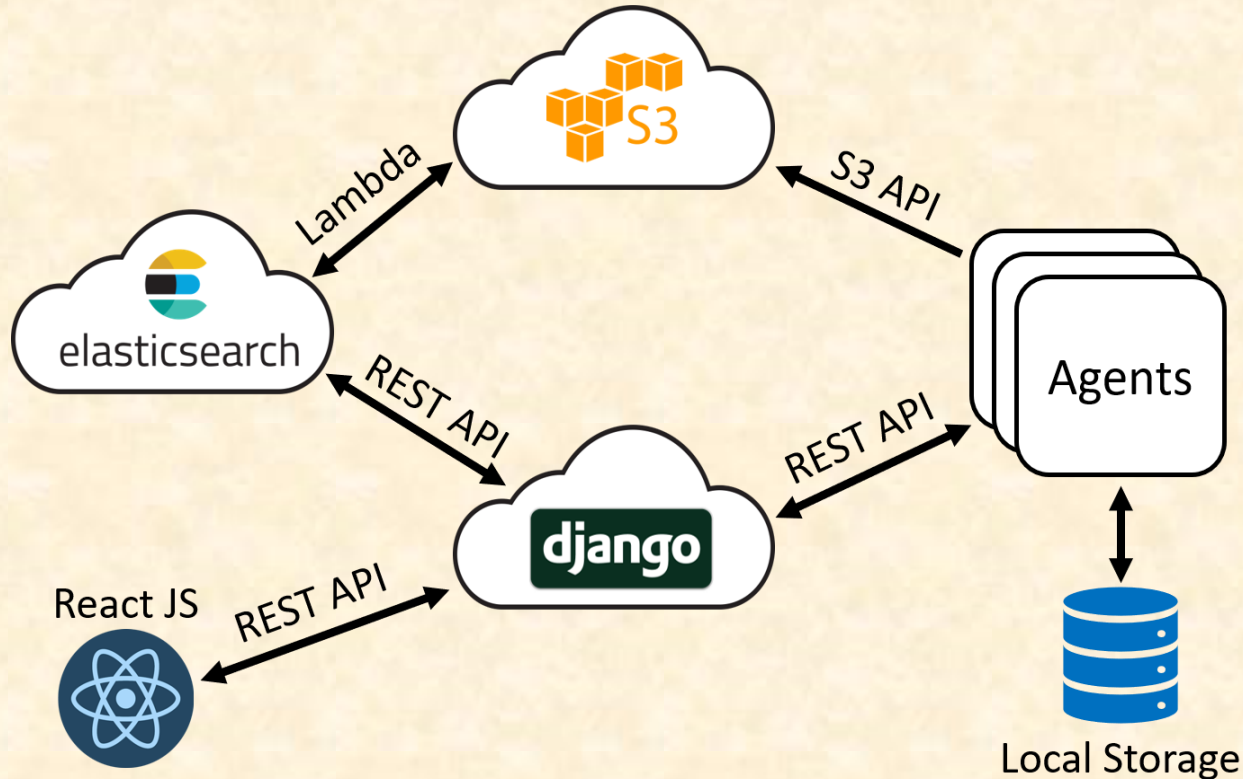 S3
Lambda
S3 API
elasticsearch
Agents
REST API
REST API
django
React JS
REST API
Local Storage